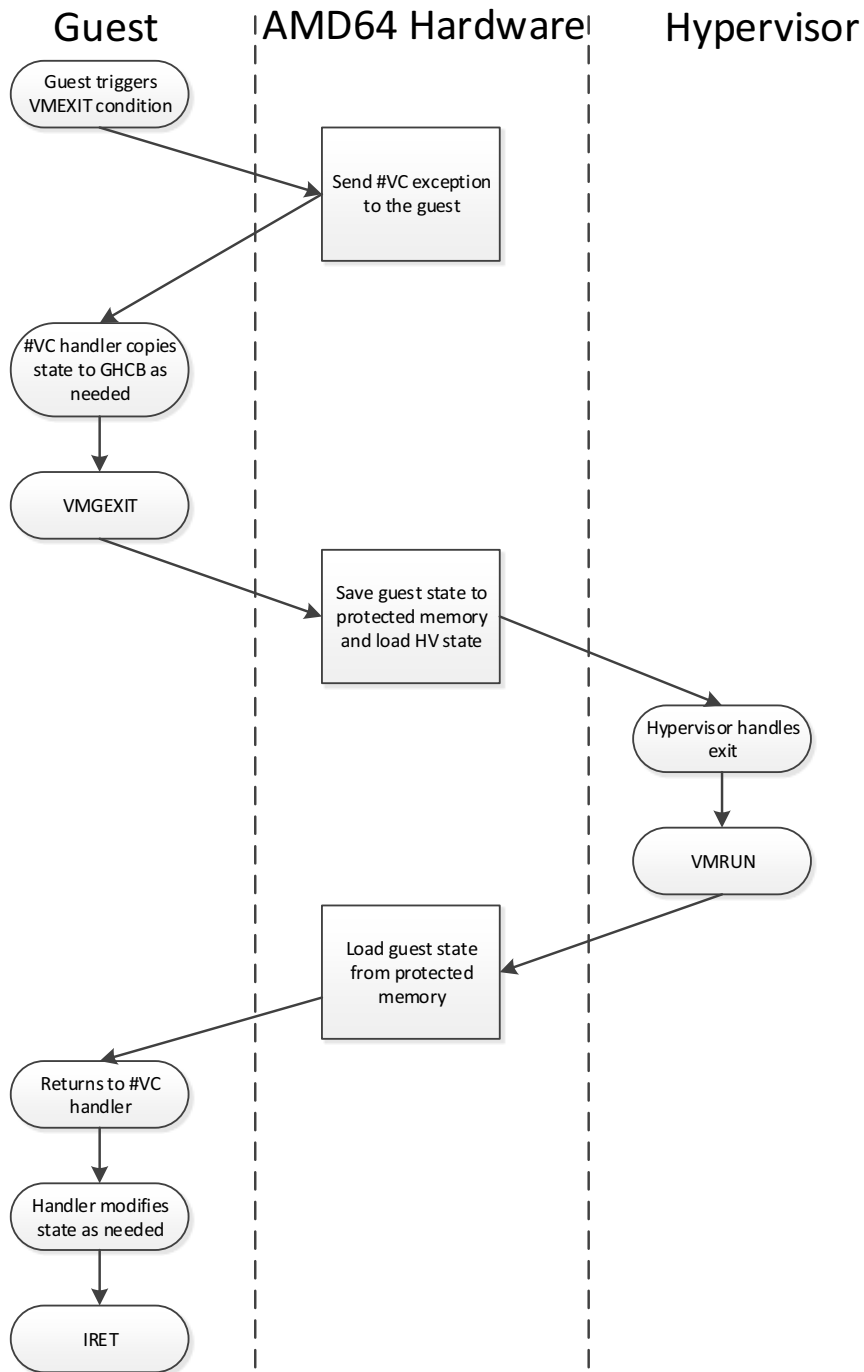 Guest
AMD64 Hardware
Hypervisor
Guest triggers
VMEXIT condition
Send #VC exception
to the guest
#VC handler copies
state to GHCB as
needed
VMGEXIT
Save guest state to
protected memory
and load HV state
Hypervisor handles
exit
VMRUN
Load guest state
from protected
memory
Returns to #VC
handler
Handler modifies
state as needed
IRET